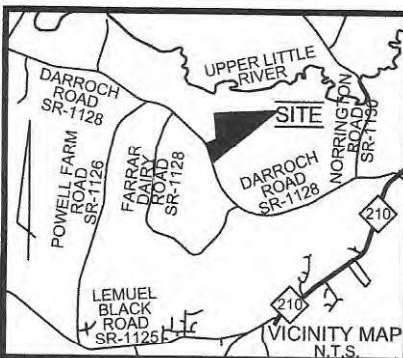 UPPER LITTLE
RIVER
DARROCH
ROAD
SR-1128
SITE
NORRINGTON
ROAD
SR-1130
POWELL FARM
ROAD
SR-1126
FARRAR
DAIRY
ROAD
SR-1128
DARROCH
ROAD
SR-1128
210
LEMUEL
BLACK
ROAD
SR-1125
210
VICINITY MAP
N.T.S.